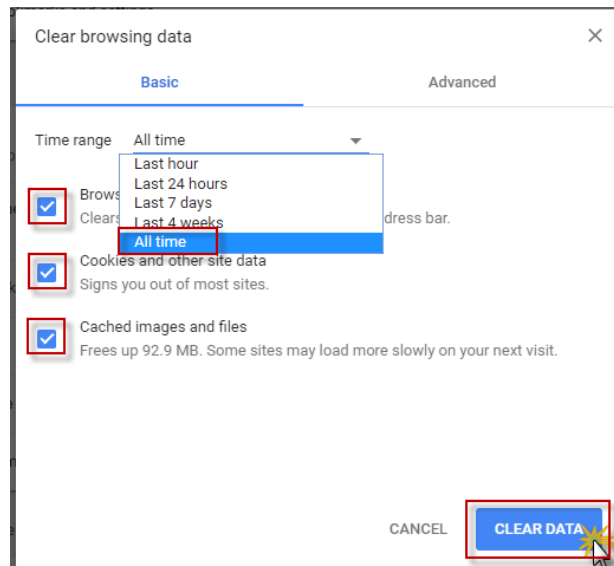 Clear browsing data
Basic Advanced
Time range All time
Last hour
Last 24 hours
Last 7 days
Last 4 weeks
All time
Brows
Clears dress bar.
Cookies and other site data
Signs you out of most sites.
Cached images and files
Frees up 92.9 MB. Some sites may load more slowly on your next visit.
CANCEL CLEAR DATA